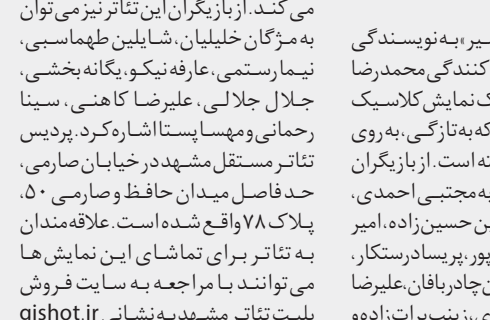 ـیر» به‌نویسندگی
کنندگی محمدرضا
ک نمایش کلاسیک
که به‌تازگی، به روی
ته است. از بازیگران
به مجتبی احمدی،
ن حسین‌زاده، امیر
پور، پریسا درستکار،
ن چادربافان، علیرضا
ی، زینب برات‌زاده و
می‌کند. از بازیگران این تئاتر نیز می‌توان
به مژگان خلیلیان، شایلین طهماسبی،
نیما رستمی، عارفه نیکو، یگانه بخشی،
جلال جلالی، علیرضا کاهنی، سینا
رحمانی و مهسا پستا اشاره کرد. پردیس
تئاتر مستقل مشهد در خیابان صارمی،
حد فاصل میدان حافظ و صارمی ۵۰،
پلاک ۷۸ واقع شده است. علاقه‌مندان
به تئاتر برای تماشای این نمایش‌ها
می‌توانند با مراجعه به سایت فروش
بلیت تئاتر مشهد به نشانی gishot.ir